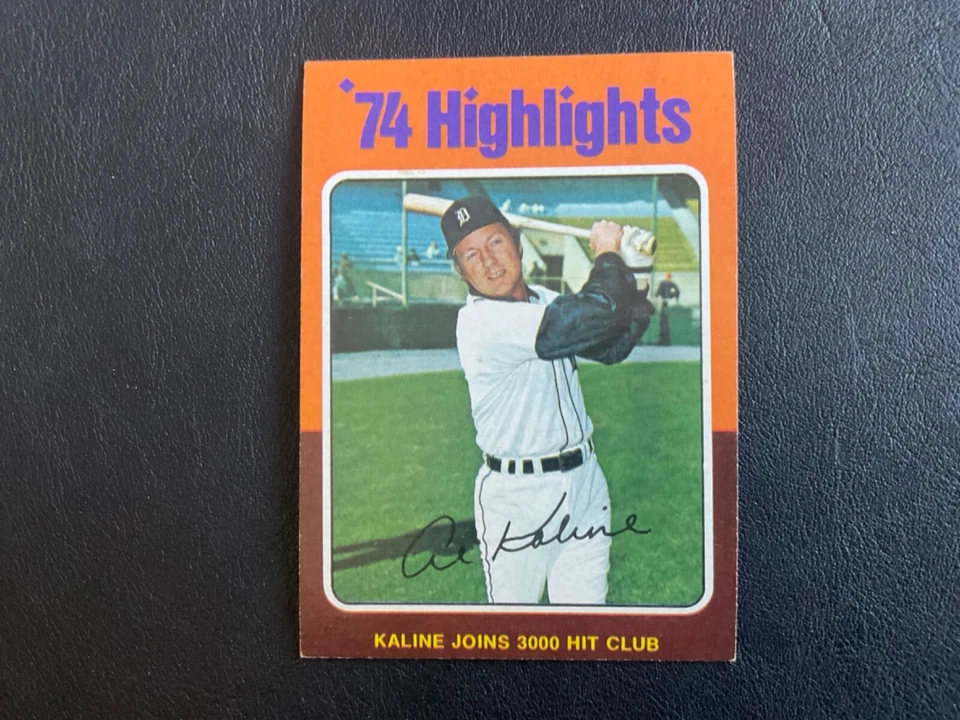 '74 Highlights
D
Al Kaline
KALINE JOINS 3000 HIT CLUB